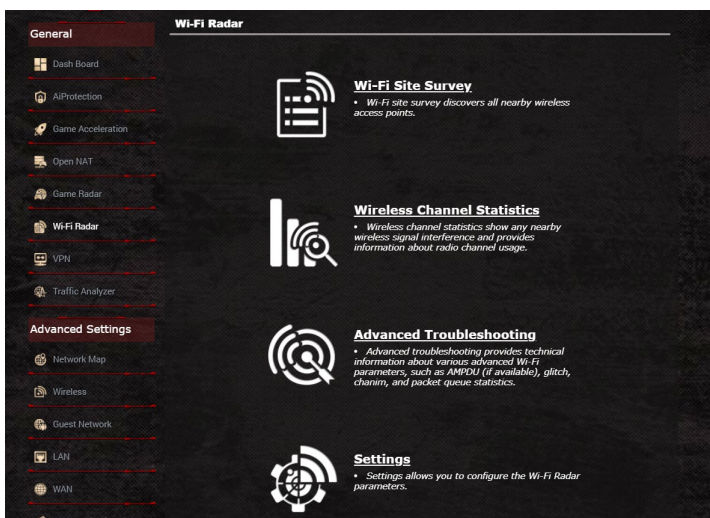 General
Dash Board
AiProtection
Game Acceleration
Open NAT
Game Radar
Wi-Fi Radar
VPN
Traffic Analyzer
Advanced Settings
Network Map
Wireless
Guest Network
LAN
WAN
Wi-Fi Radar
Wi-Fi Site Survey
• Wi-Fi site survey discovers all nearby wireless
access points.
Wireless Channel Statistics
• Wireless channel statistics show any nearby
wireless signal interference and provides
information about radio channel usage.
Advanced Troubleshooting
• Advanced troubleshooting provides technical
information about various advanced Wi-Fi
parameters, such as AMPDU (if available), glitch,
chanim, and packet queue statistics.
Settings
• Settings allows you to configure the Wi-Fi Radar
parameters.